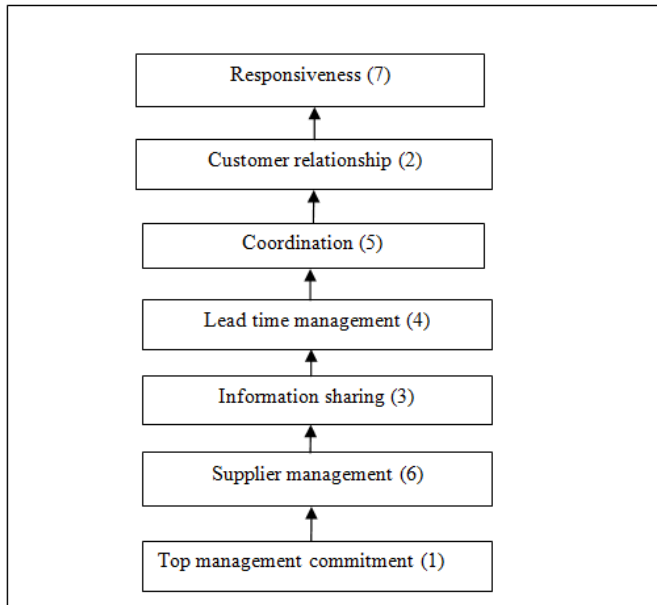 Responsiveness (7)
Customer relationship (2)
Coordination (5)
Lead time management (4)
Information sharing (3)
Supplier management (6)
Top management commitment (1)